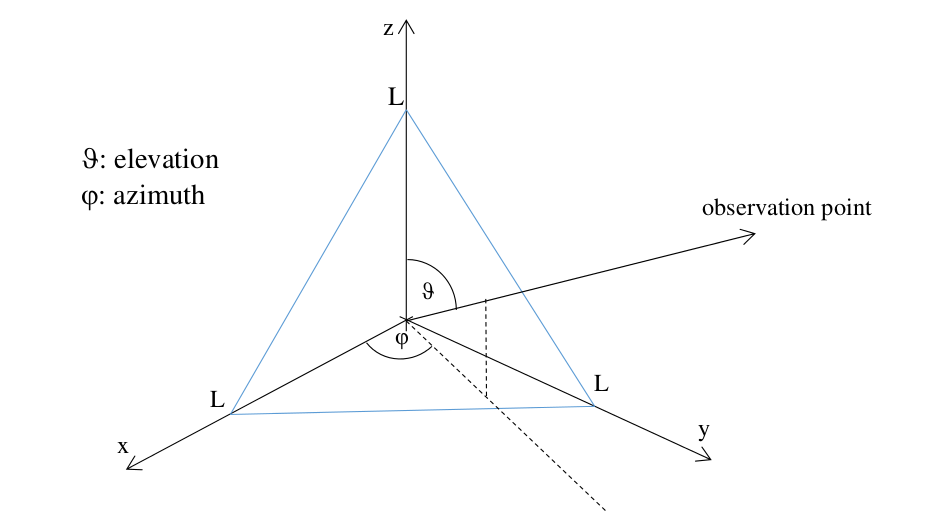 z
L
ϑ: elevation
φ: azimuth
observation point
ϑ
φ
L
L
y
x